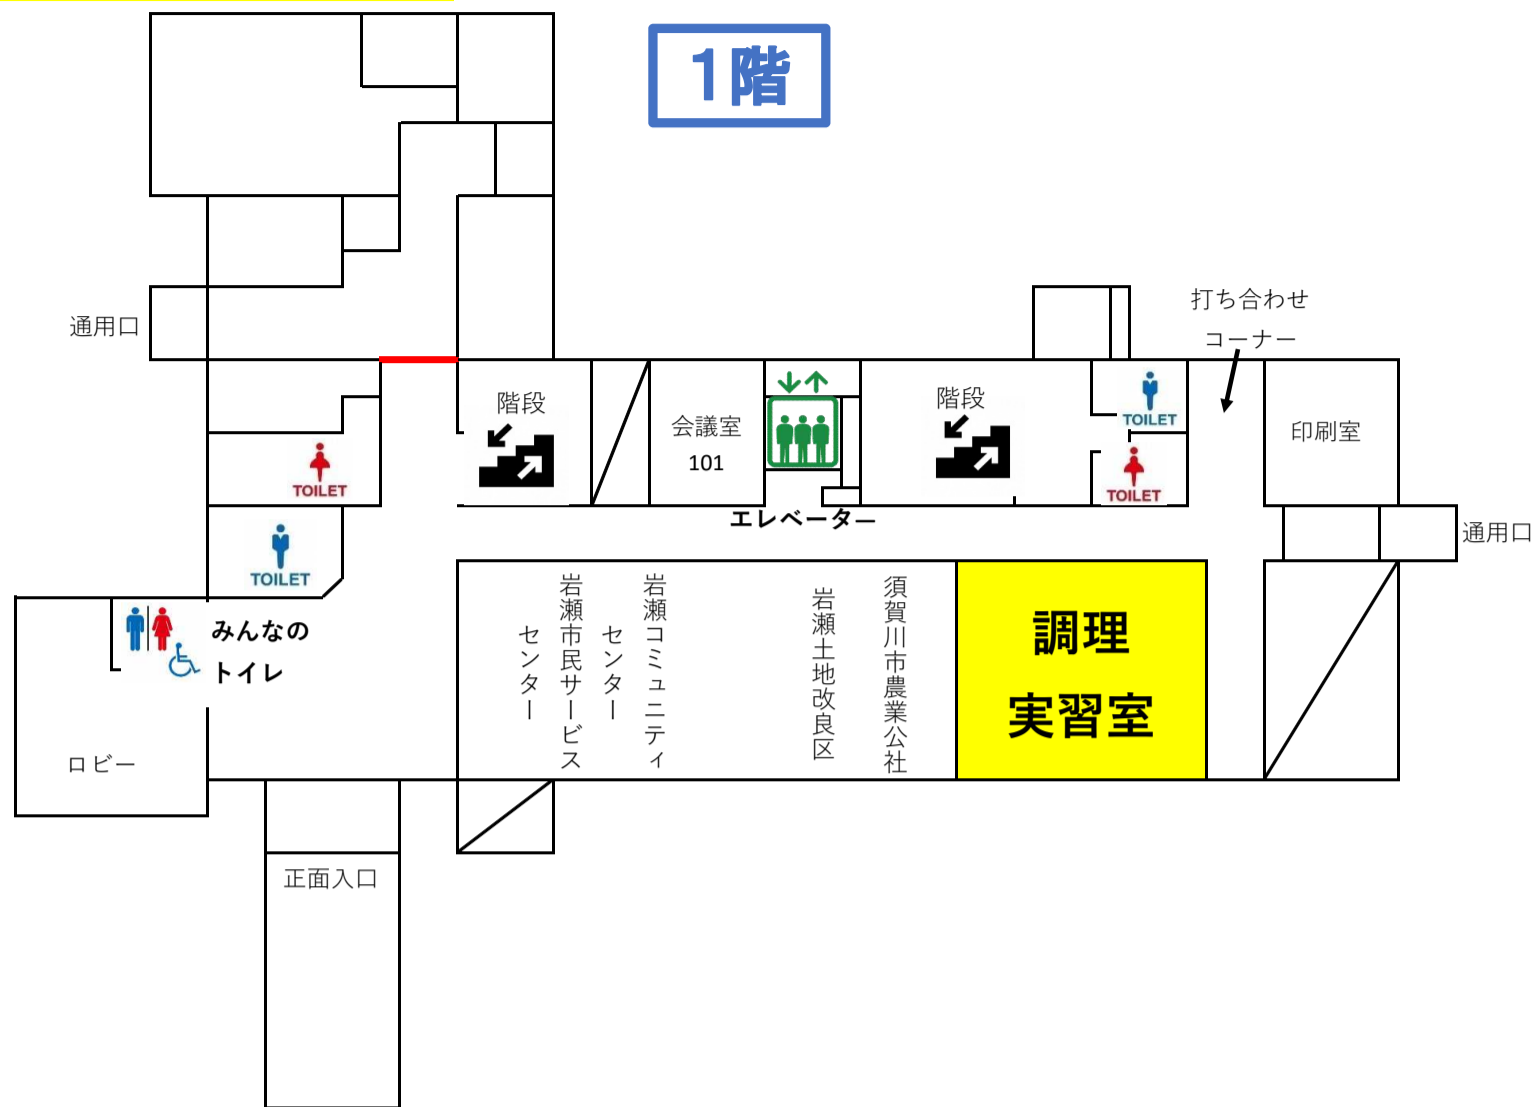 1階
通用口
打ち合わせ
コーナー
階段
会議室
101
階段
TOILET
TOILET
印刷室
TOILET
TOILET
エレベーター
通用口
みんなの
トイレ
ロビー
岩瀬市民サービス
センター
岩瀬コミュニティ
センター
岩瀬土地改良区
須賀川市農業公社
調理
実習室
正面入口